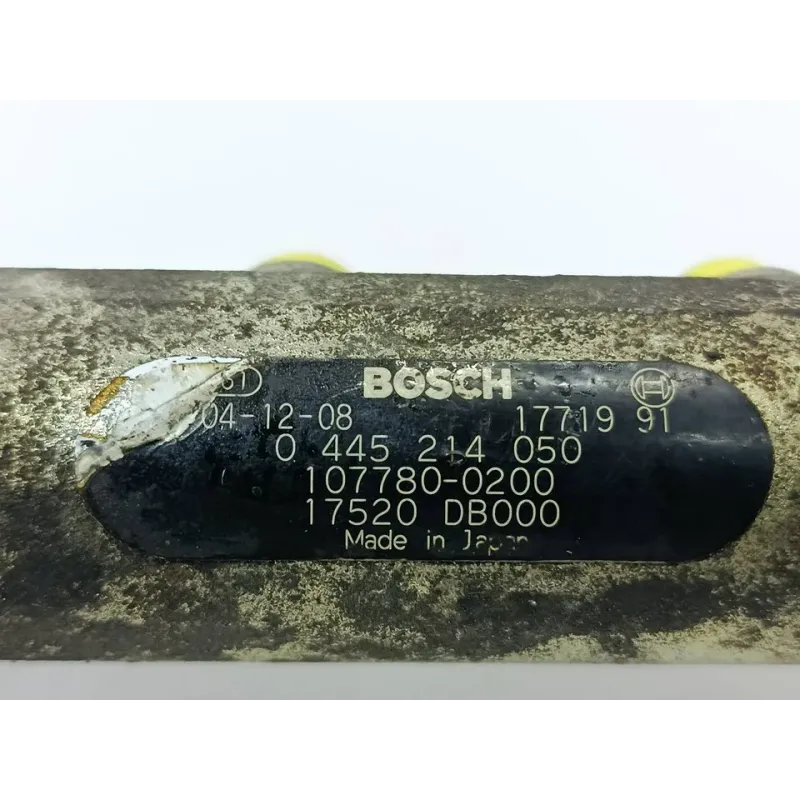 BOSCH
04-12-08 17719 91
0 445 214 050
107780-0200
17520 DB000
Made in Japan